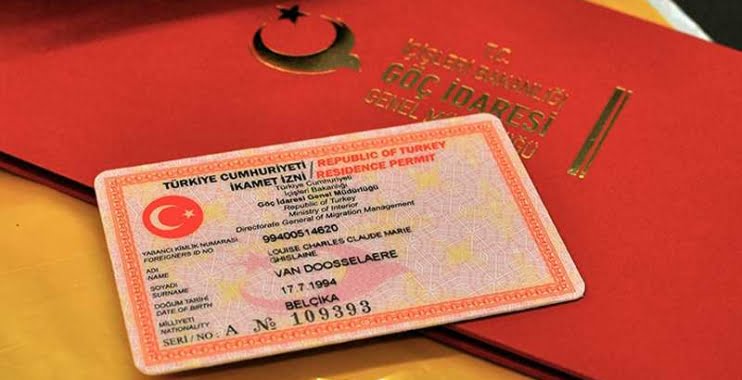 T.C.
İÇİŞLERİ BAKANLIĞI
GÖÇ İDARESİ
GENEL
TÜRKİYE CUMHURİYETİ / REPUBLIC OF TURKEY
İKAMET İZNİ / RESIDENCE PERMIT
Türkiye Cumhuriyeti
İçişleri Bakanlığı
Göç İdaresi Genel Müdürlüğü
Republic of Turkey
Ministry of Interior
Directorate General of Migration Management
YABANCI KİMLİK NUMARASI 99400514620
FOREIGNERS ID NO
ADI LOUISE CHARLES CLAUDE MARIE
NAME GHISLAINE
SOYADI VAN DOOSSELAERE
SURNAME
DOĞUM TARİHİ 17.7.1994
DATE OF BIRTH
MİLLİYETİ BELÇİKA
NATIONALITY
SERİ / NO : A № 109393